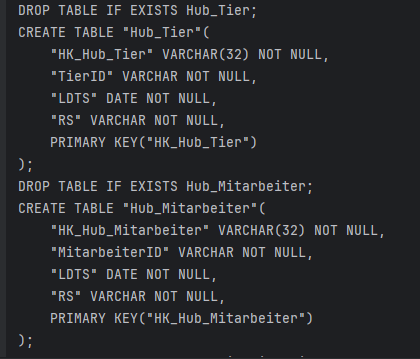 DROP TABLE IF EXISTS Hub_Tier;
CREATE TABLE "Hub_Tier"(
    "HK_Hub_Tier" VARCHAR(32) NOT NULL,
    "TierID" VARCHAR NOT NULL,
    "LDTS" DATE NOT NULL,
    "RS" VARCHAR NOT NULL,
    PRIMARY KEY("HK_Hub_Tier")
);
DROP TABLE IF EXISTS Hub_Mitarbeiter;
CREATE TABLE "Hub_Mitarbeiter"(
    "HK_Hub_Mitarbeiter" VARCHAR(32) NOT NULL,
    "MitarbeiterID" VARCHAR NOT NULL,
    "LDTS" DATE NOT NULL,
    "RS" VARCHAR NOT NULL,
    PRIMARY KEY("HK_Hub_Mitarbeiter")
);